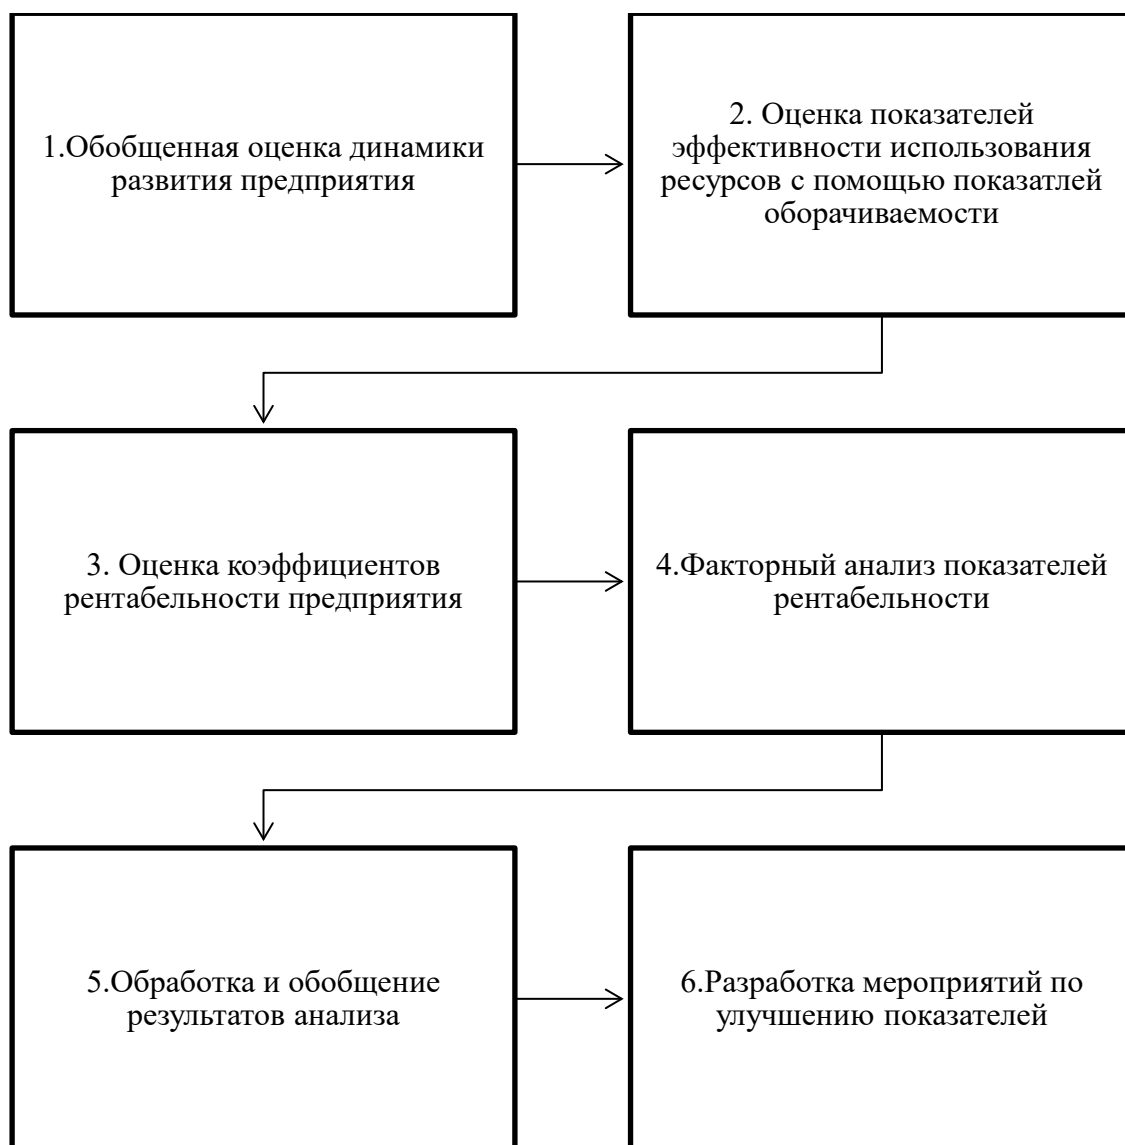 1.Обобщенная оценка динамики
развития предприятия
2. Оценка показателей
эффективности использования
ресурсов с помощью показатлей
оборачиваемости
3. Оценка коэффициентов
рентабельности предприятия
4.Факторный анализ показателей
рентабельности
5.Обработка и обобщение
результатов анализа
6.Разработка мероприятий по
улучшению показателей